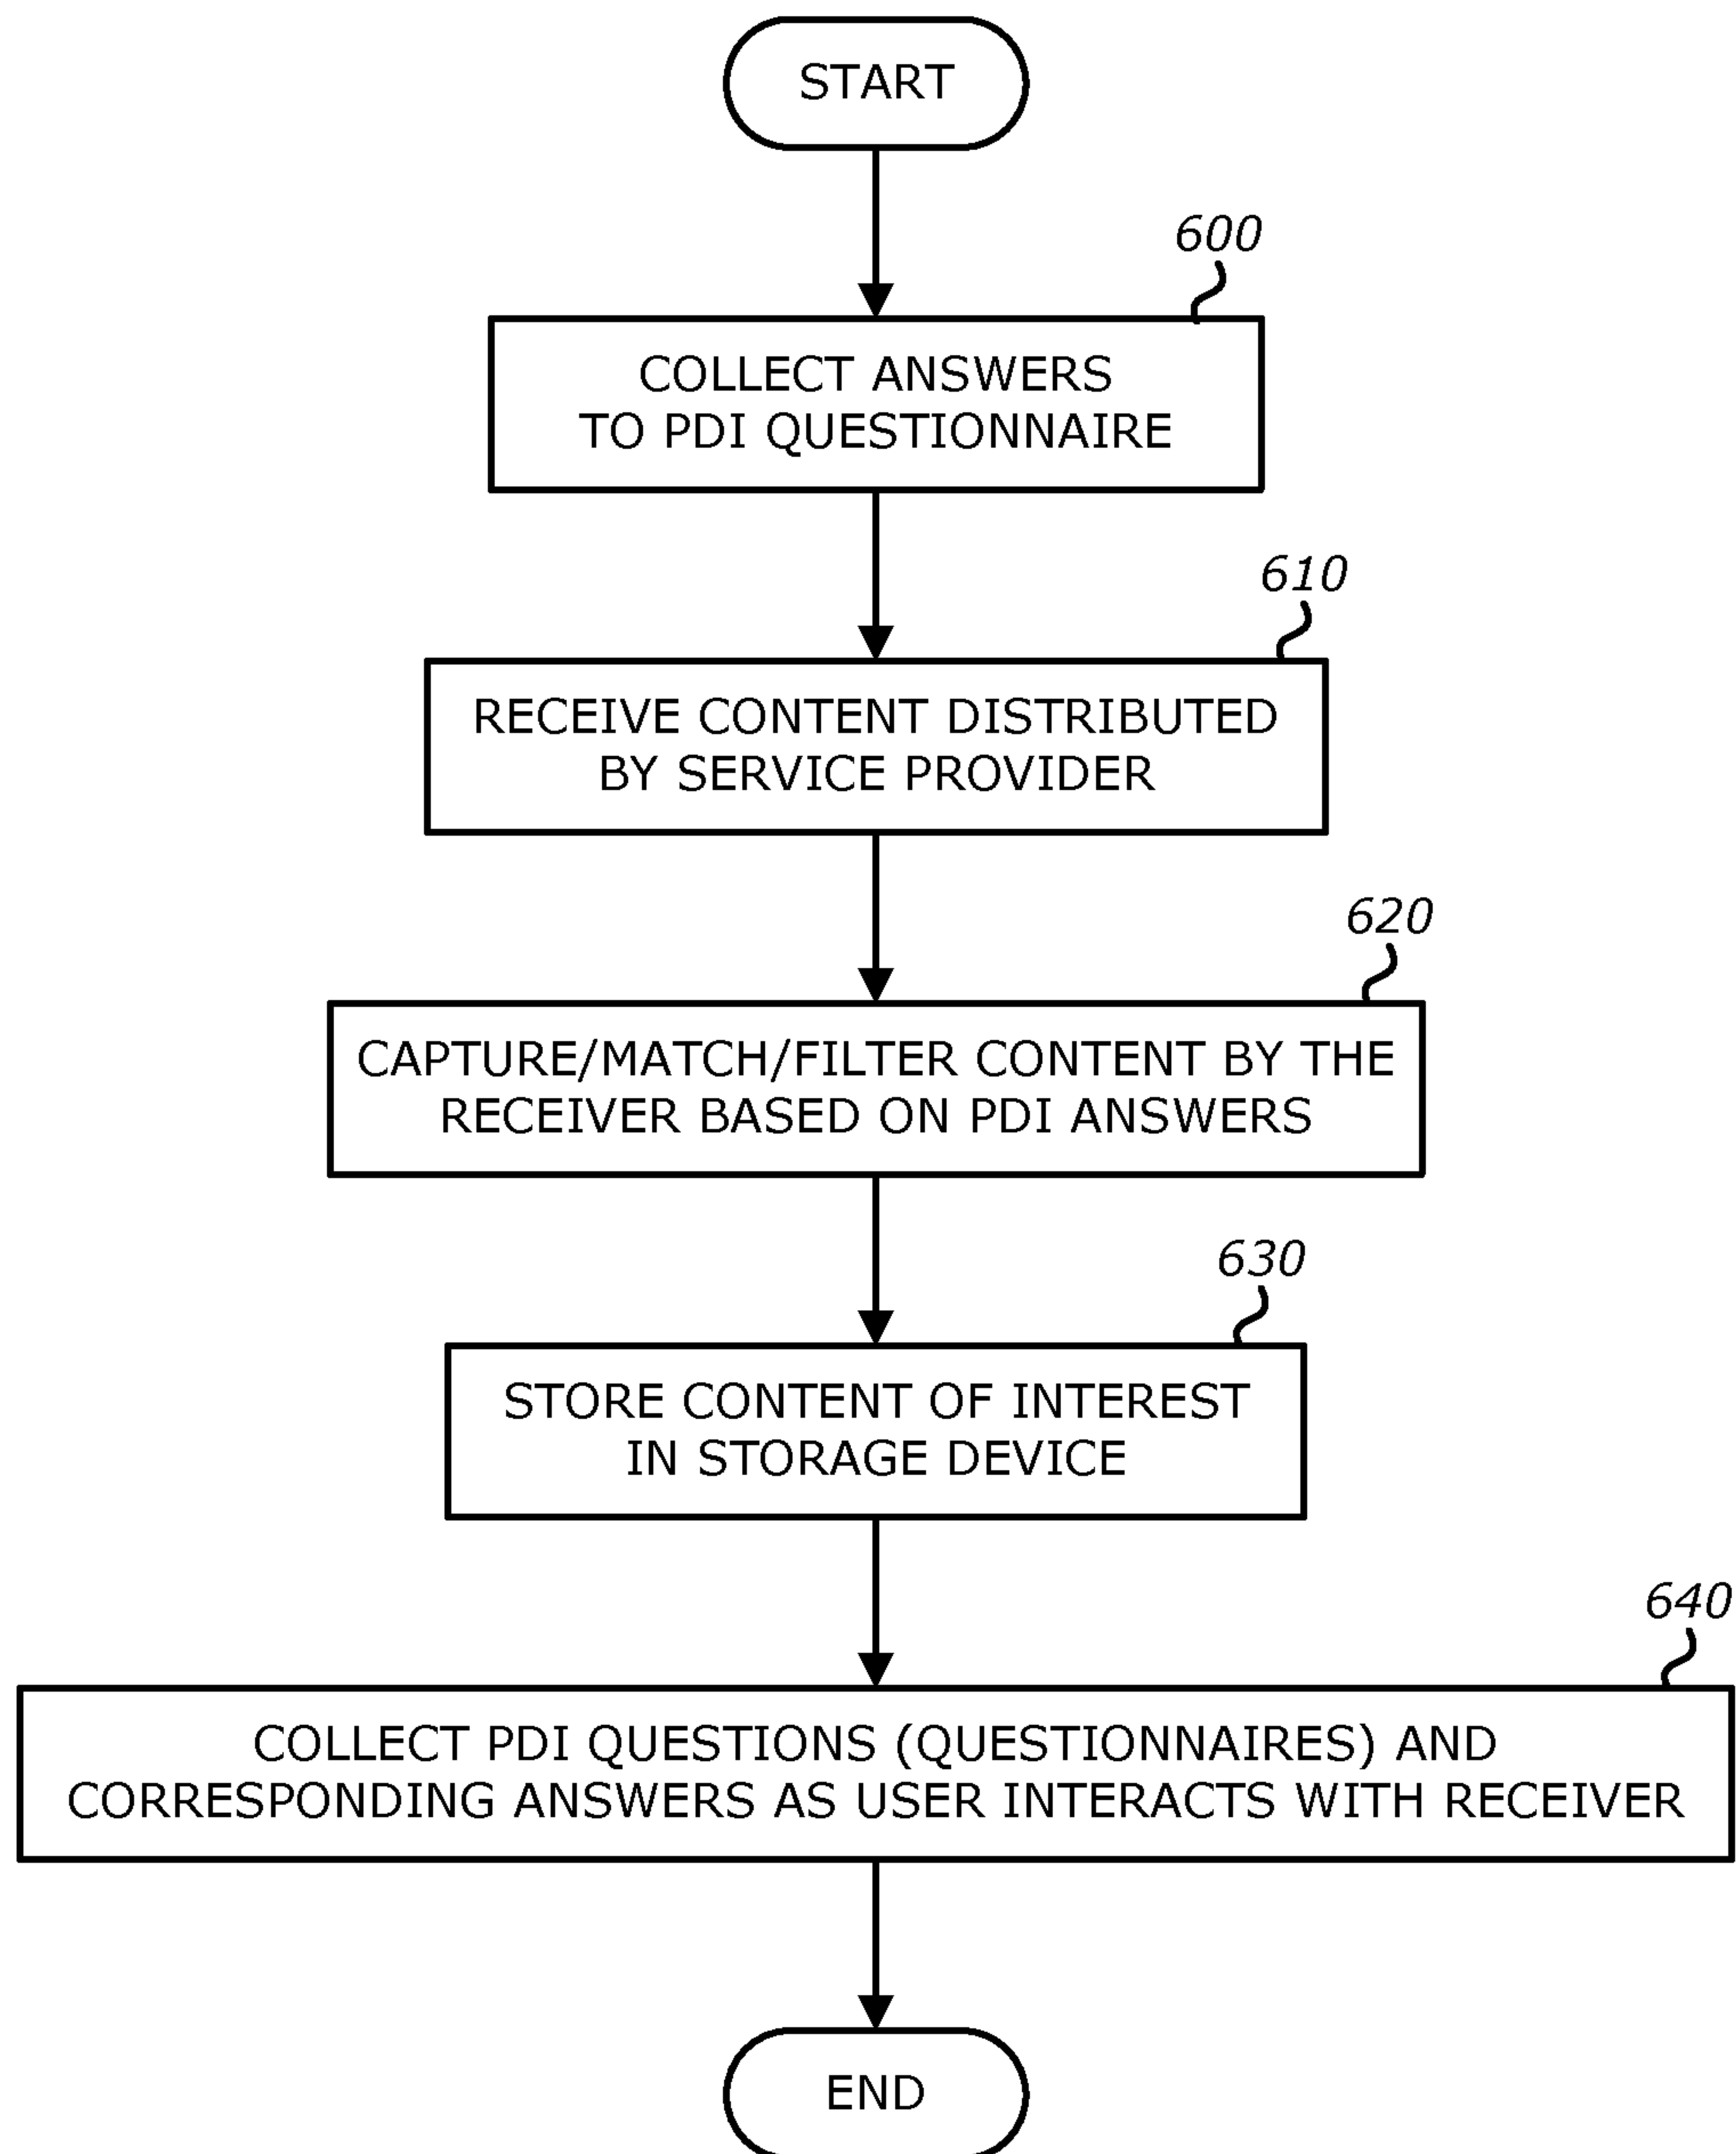 START
600
COLLECT ANSWERS
TO PDI QUESTIONNAIRE
610
RECEIVE CONTENT DISTRIBUTED
BY SERVICE PROVIDER
620
CAPTURE/MATCH/FILTER CONTENT BY THE
RECEIVER BASED ON PDI ANSWERS
630
STORE CONTENT OF INTEREST
IN STORAGE DEVICE
640
COLLECT PDI QUESTIONS (QUESTIONNAIRES) AND
CORRESPONDING ANSWERS AS USER INTERACTS WITH RECEIVER
END